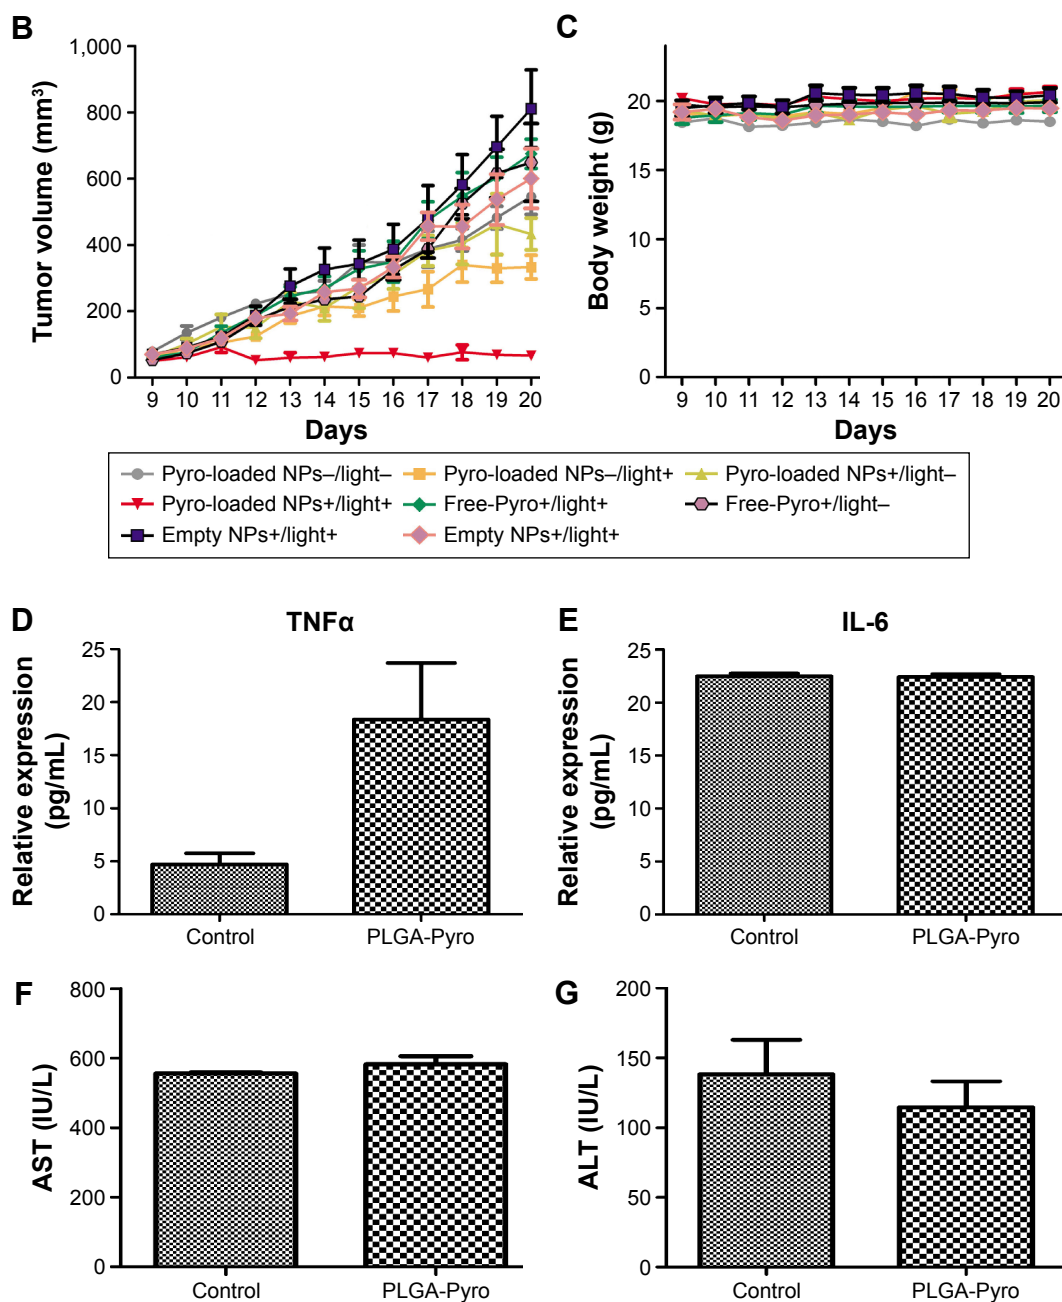 B
Tumor volume (mm³)
1,000
800
600
400
200
0
9 10 11 12 13 14 15 16 17 18 19 20
Days
C
Body weight (g)
20
15
10
5
0
9 10 11 12 13 14 15 16 17 18 19 20
Days
Pyro-loaded NPs–/light– Pyro-loaded NPs–/light+ Pyro-loaded NPs+/light–
Pyro-loaded NPs+/light+ Free-Pyro+/light+ Free-Pyro+/light–
Empty NPs+/light+ Empty NPs+/light+
D
TNFα
Relative expression
(pg/mL)
25
20
15
10
5
0
Control PLGA-Pyro
E
IL-6
Relative expression
(pg/mL)
25
20
15
10
5
0
Control PLGA-Pyro
F
AST (IU/L)
800
600
400
200
0
Control PLGA-Pyro
G
ALT (IU/L)
200
150
100
50
0
Control PLGA-Pyro